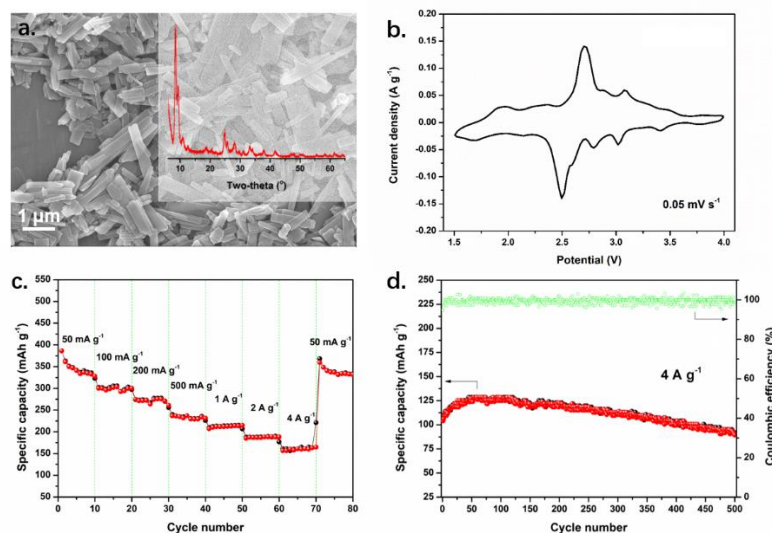 a.
10 20 30 40 50 60
Two-theta (°)
1 μm
b.
0.20
0.15
0.10
0.05
0.00
-0.05
-0.10
-0.15
-0.20
Current density (A g⁻¹)
0.05 mV s⁻¹
1.5 2.0 2.5 3.0 3.5 4.0
Potential (V)
c.
550
500
450
400
350
300
250
200
150
100
50
0
Specific capacity (mAh g⁻¹)
50 mA g⁻¹
100 mA g⁻¹
200 mA g⁻¹
500 mA g⁻¹
1 A g⁻¹
2 A g⁻¹
4 A g⁻¹
50 mA g⁻¹
0 10 20 30 40 50 60 70 80
Cycle number
d.
250
225
200
175
150
125
100
75
50
25
Specific capacity (mAh g⁻¹)
4 A g⁻¹
100
80
60
40
20
0
Coulombic efficiency (%)
0 50 100 150 200 250 300 350 400 450 500
Cycle number